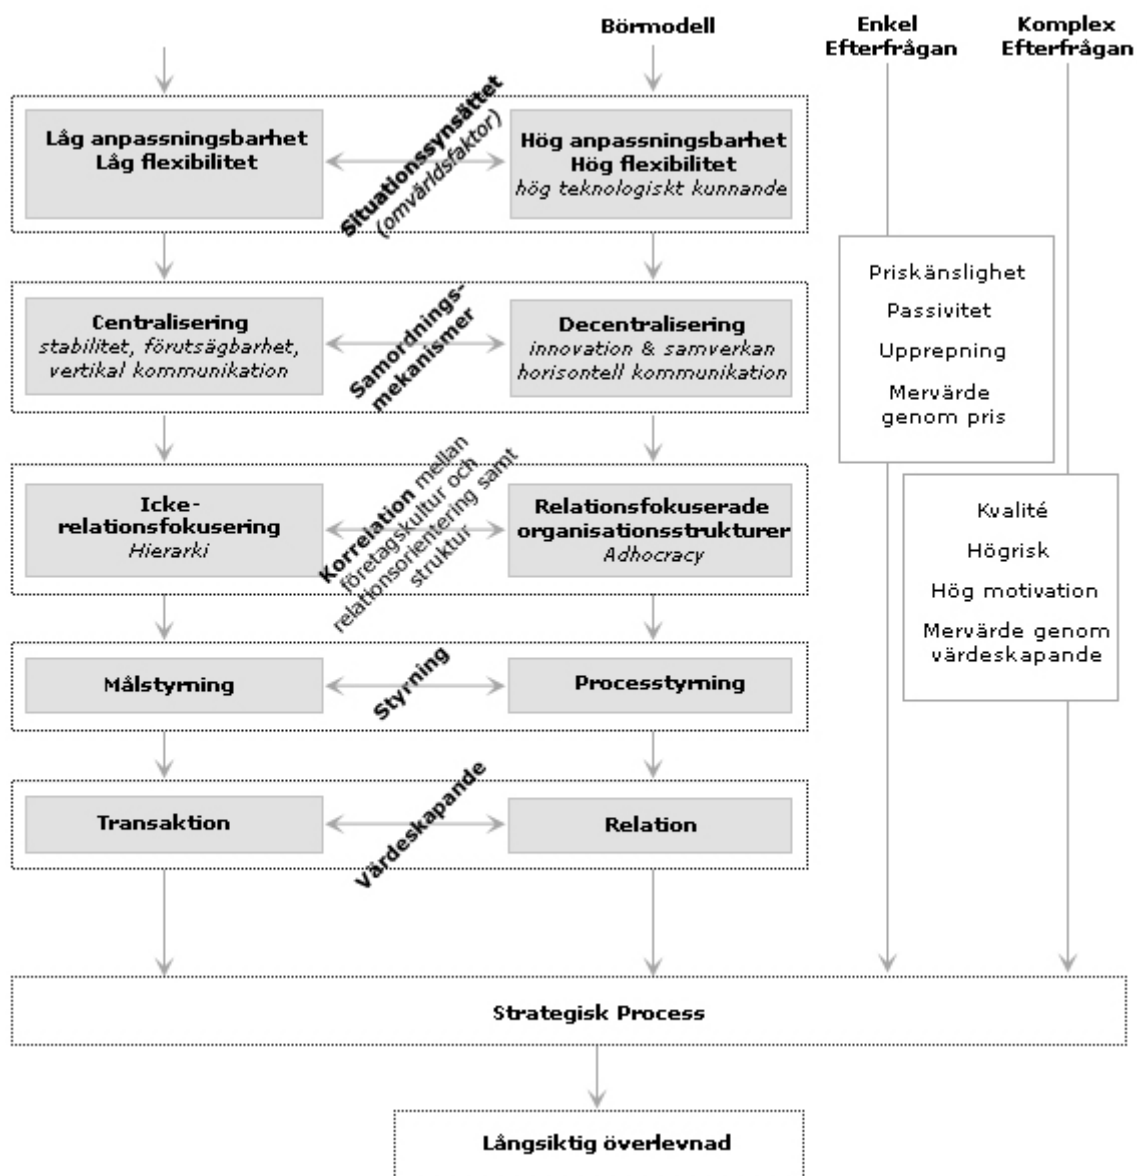 Börmodell
Enkel
Efterfrågan
Komplex
Efterfrågan
Låg anpassningsbarhet
Låg flexibilitet
Situationssynsättet
(omvärldsfaktor)
Hög anpassningsbarhet
Hög flexibilitet
hög teknologiskt kunnande
Centralisering
stabilitet, förutsägbarhet,
vertikal kommunikation
Samordnings-
mekanismer
Decentralisering
innovation & samverkan
horisontell kommunikation
Icke-
relationsfokusering
Hierarki
Korrelation mellan
företagskultur och
relationsorientering samt
struktur
Relationsfokuserade
organisationsstrukturer
Adhocracy
Målstyrning
Styrning
Processtyrning
Transaktion
Värdeskapande
Relation
Priskänslighet
Passivitet
Upprepning
Mervärde
genom pris
Kvalité
Högrisk
Hög motivation
Mervärde genom
värdeskapande
Strategisk Process
Långsiktig överlevnad